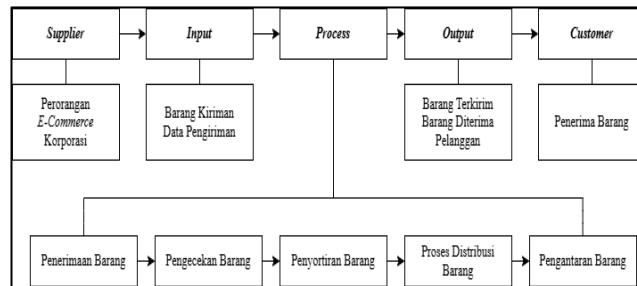 Supplier
Input
Process
Output
Customer
Perorangan
E-Commerce
Korporasi
Barang Kiriman
Data Pengiriman
Barang Terkirim
Barang Diterima
Pelanggan
Penerima Barang
Penerimaan Barang
Pengecekan Barang
Penyortiran Barang
Proses Distribusi
Barang
Pengantaran Barang